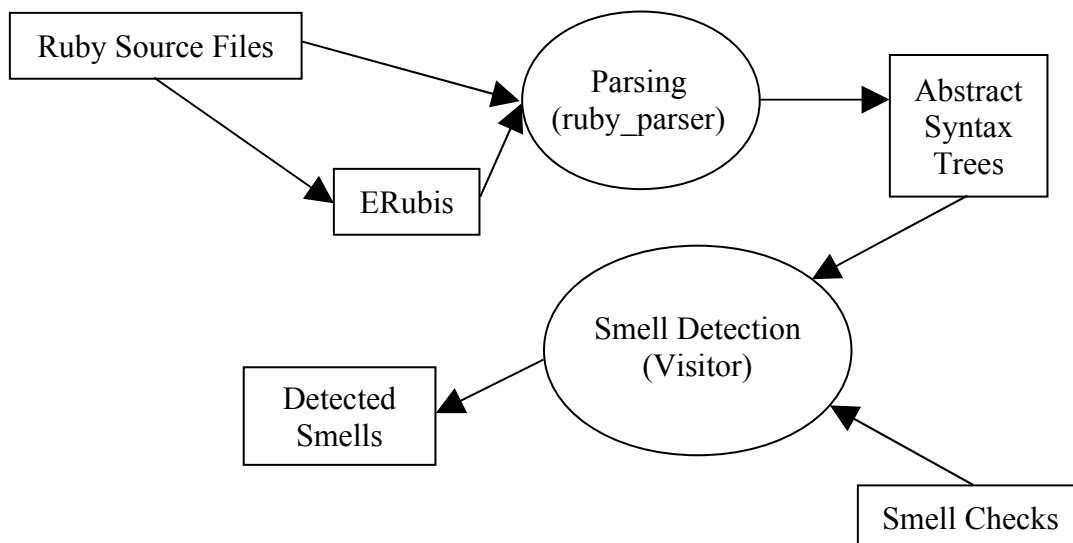 Ruby Source Files
Parsing
(ruby_parser)
Abstract
Syntax
Trees
ERubis
Smell Detection
(Visitor)
Detected
Smells
Smell Checks